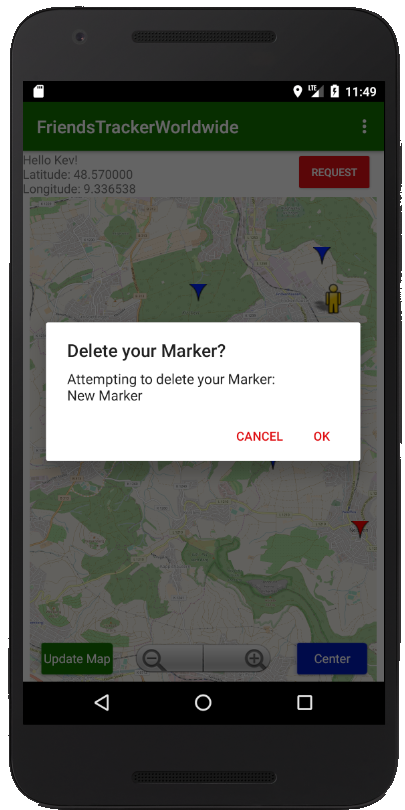 LTE 11:49
FriendsTrackerWorldwide
Hello Kev!
Latitude: 48.570000
Longitude: 9.336538
REQUEST
Delete your Marker?
Attempting to delete your Marker:
New Marker
CANCEL OK
Update Map
Center